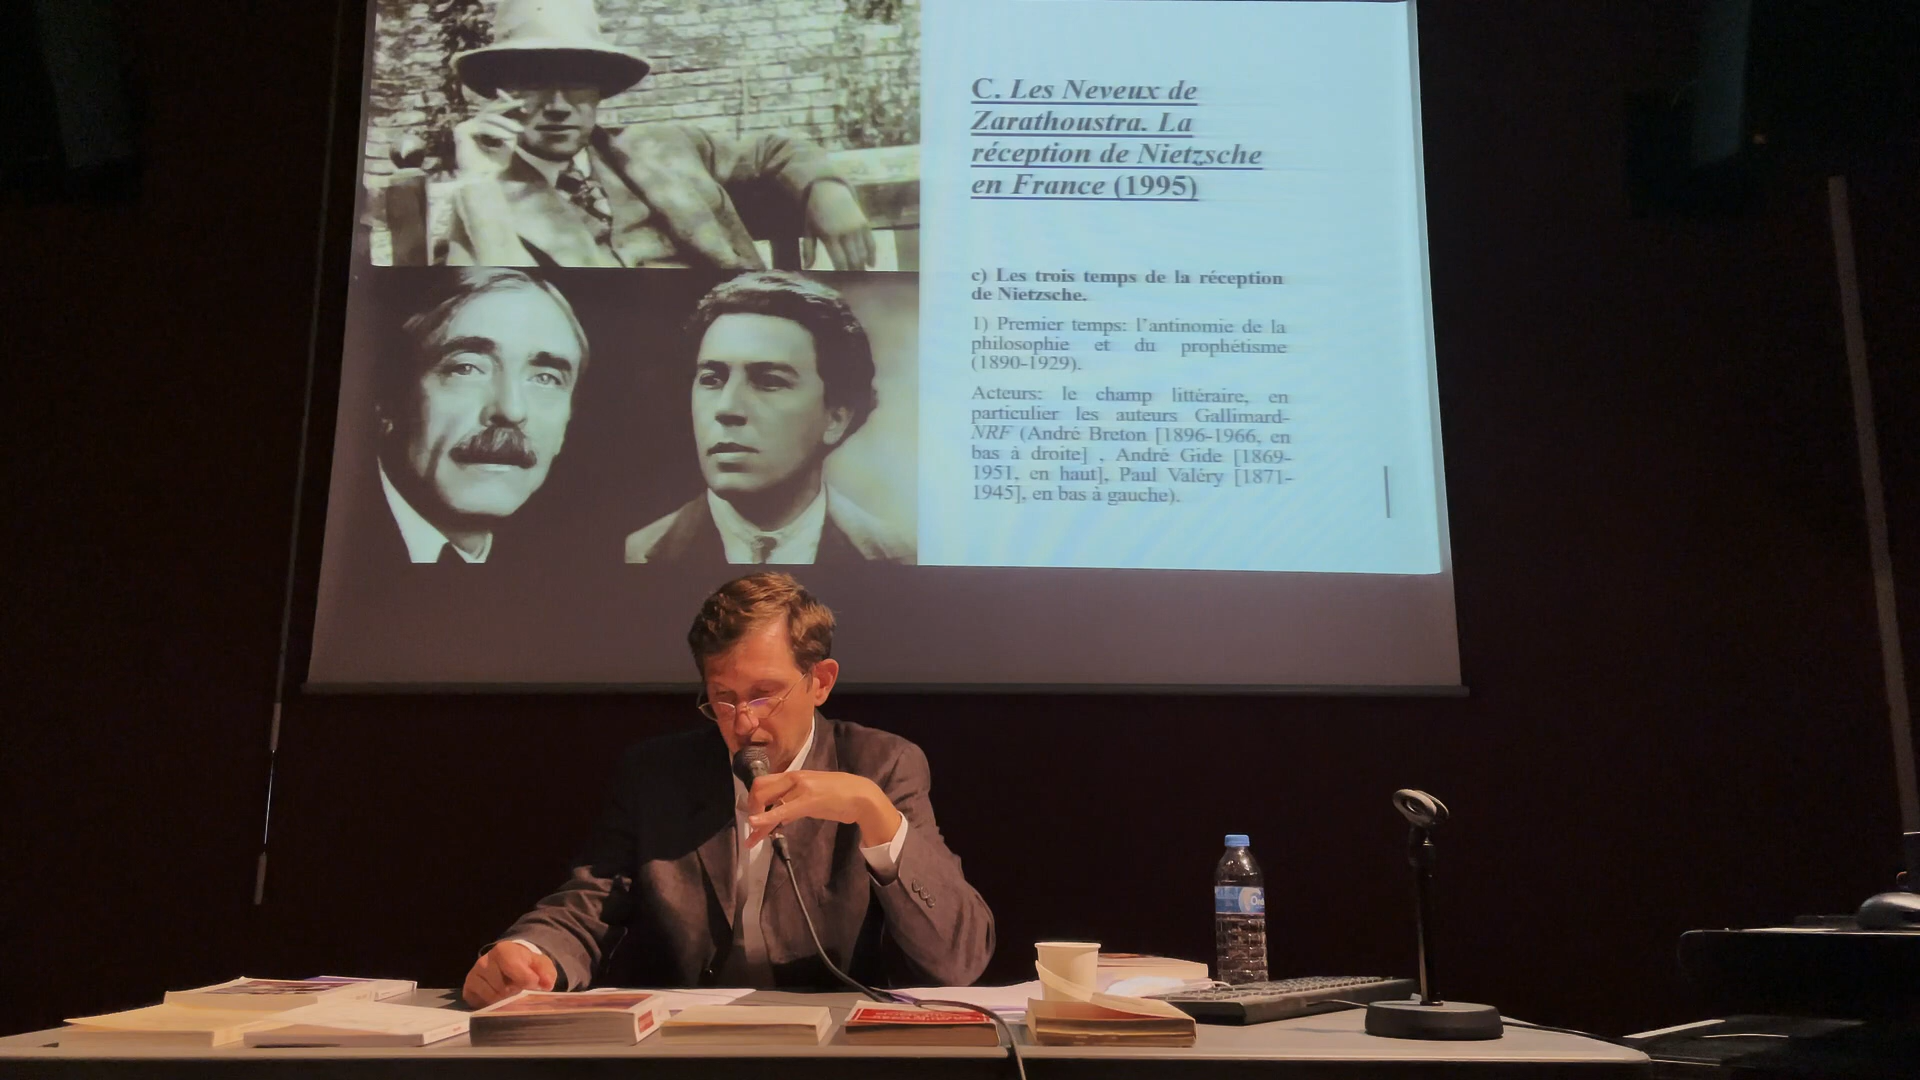 C. Les Neveux de
Zarathoustra. La
réception de Nietzsche
en France (1995)
c) Les trois temps de la réception
de Nietzsche.
1) Premier temps: l'antinomie de la
philosophie et du prophétisme
(1890-1929).
Acteurs: le champ littéraire, en
particulier les auteurs Gallimard-
NRF (André Breton [1896-1966, en
bas à droite] , André Gide [1869-
1951, en haut], Paul Valéry [1871-
1945], en bas à gauche).